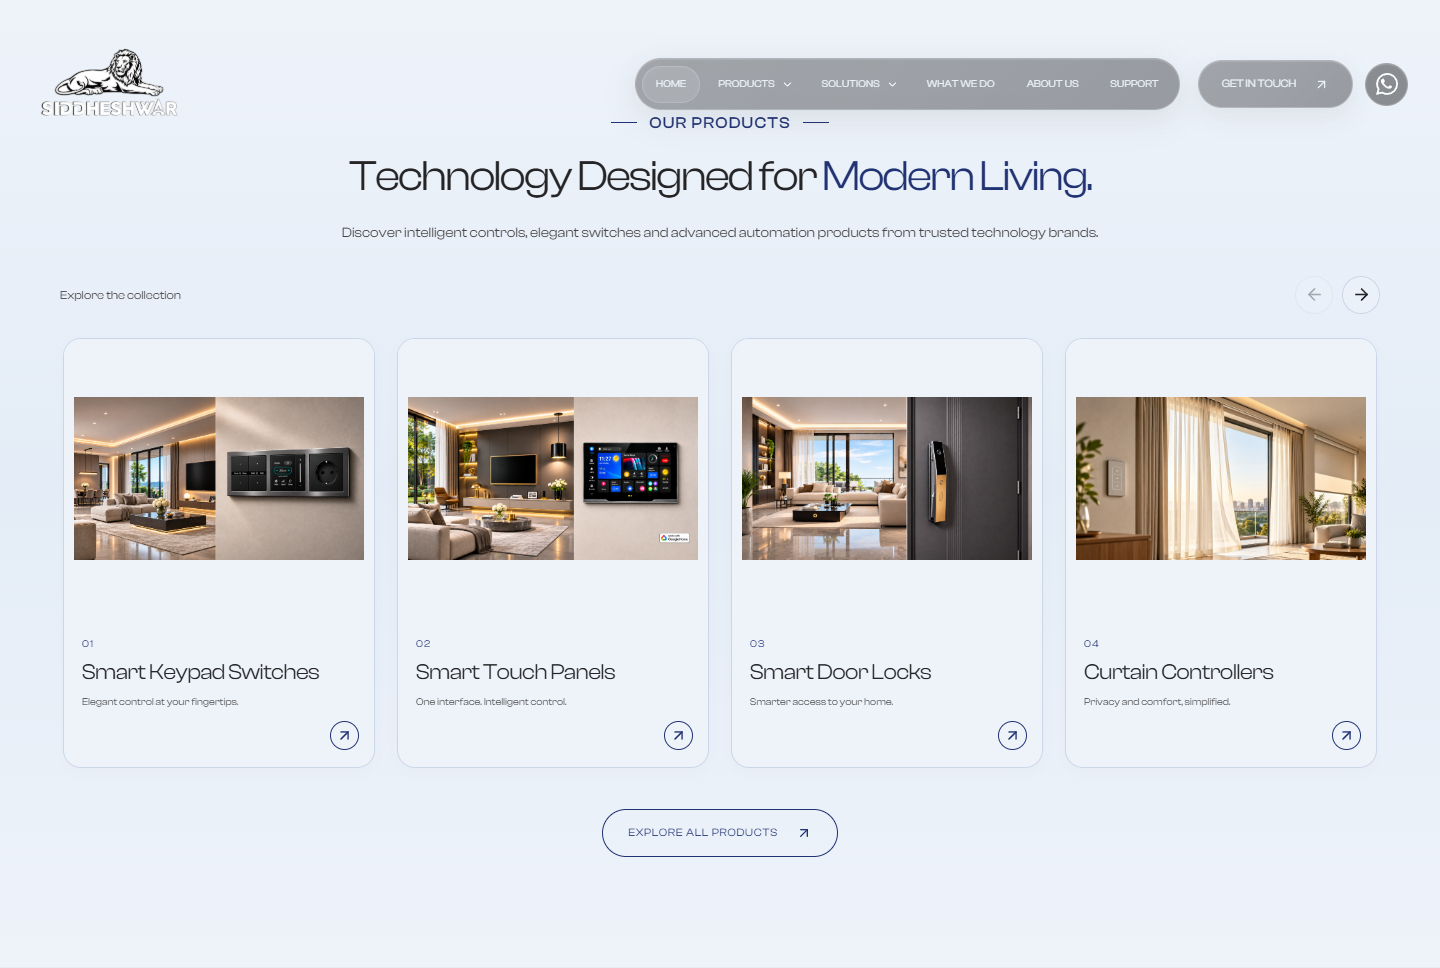 SIDDHESHWAR
HOME
PRODUCTS
SOLUTIONS
WHAT WE DO
ABOUT US
SUPPORT
GET IN TOUCH
OUR PRODUCTS
Technology Designed for Modern Living.
Discover intelligent controls, elegant switches and advanced automation products from trusted technology brands.
Explore the collection
11:27
01
Smart Keypad Switches
Elegant control at your fingertips.
02
Smart Touch Panels
One interface. Intelligent control.
03
Smart Door Locks
Smarter access to your home.
04
Curtain Controllers
Privacy and comfort, simplified.
EXPLORE ALL PRODUCTS